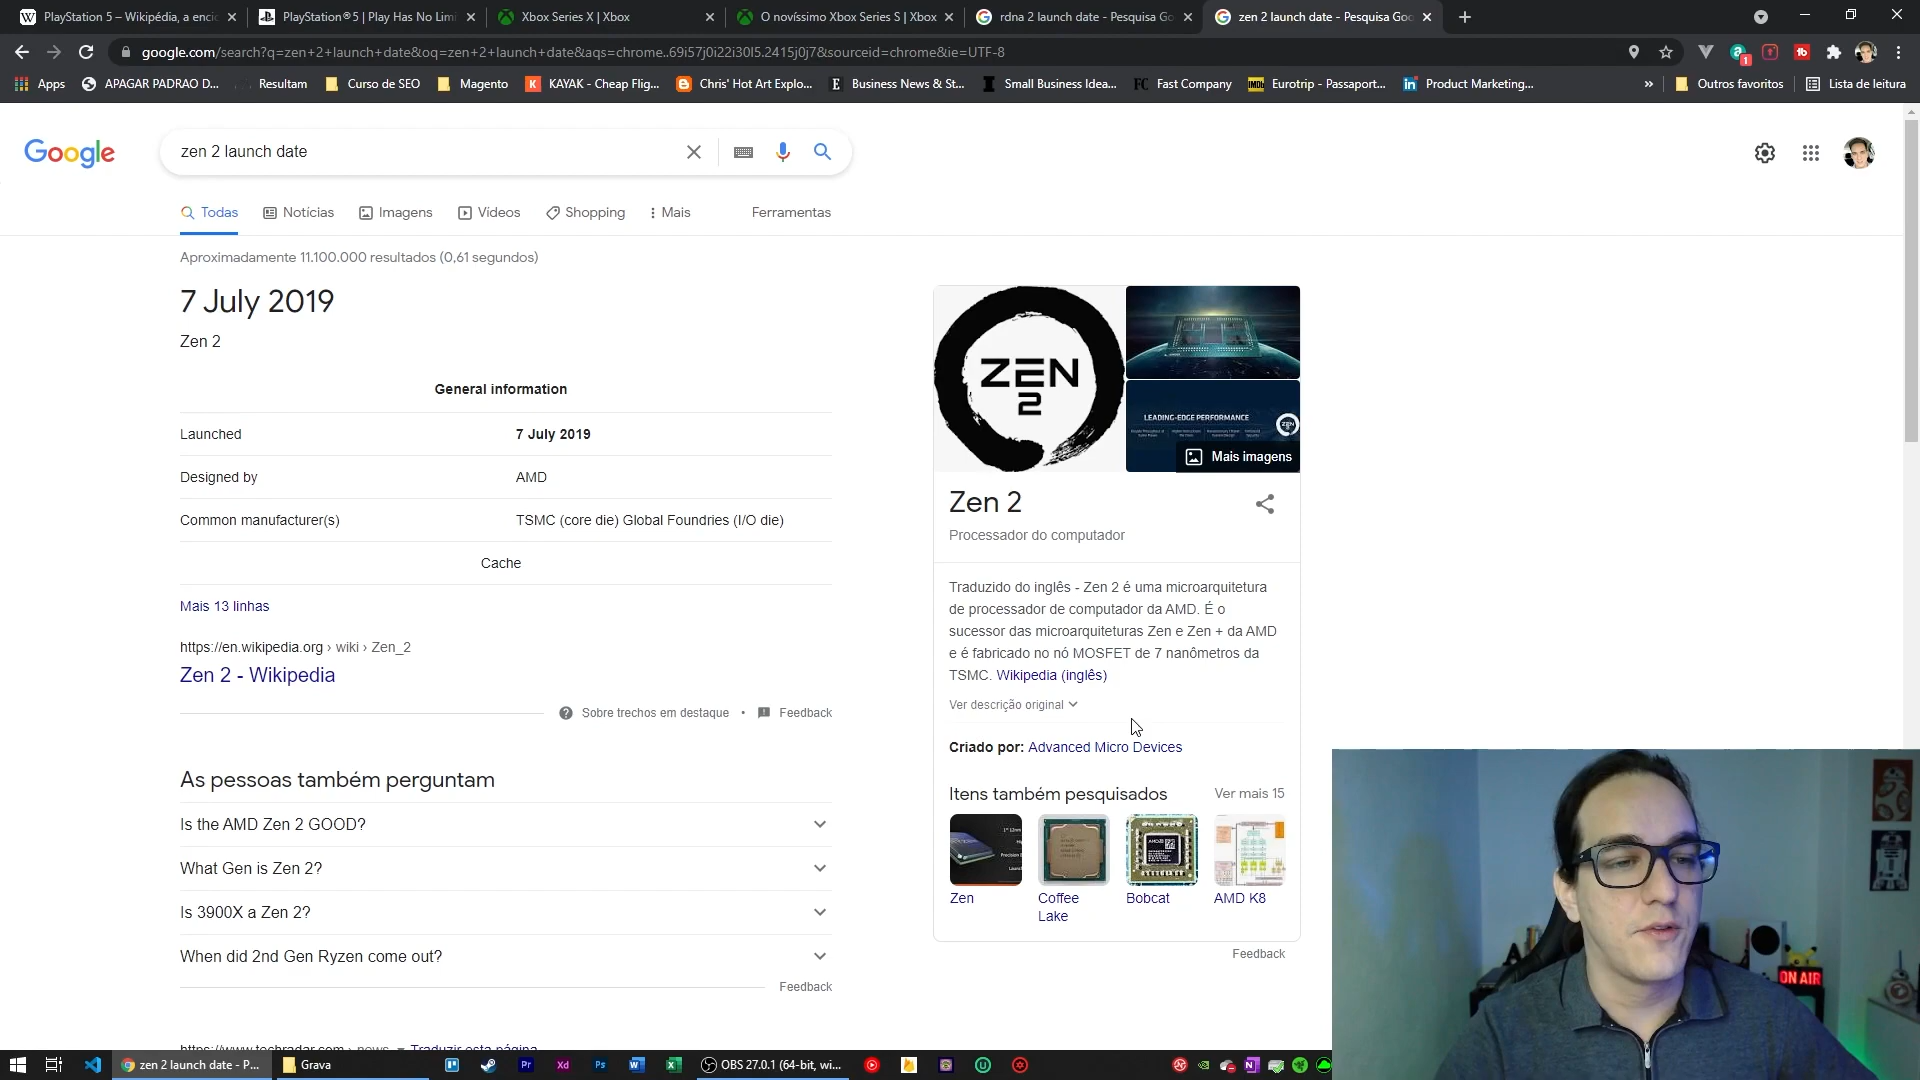 PlayStation 5 – Wikipédia, a enci
PlayStation®5 | Play Has No Limi
Xbox Series X | Xbox
O novíssimo Xbox Series S | Xbox
rdna 2 launch date - Pesquisa Go
zen 2 launch date - Pesquisa Goo
google.com/search?q=zen+2+launch+date&oq=zen+2+launch+date&aqs=chrome..69i57j0i22i30l5.2415j0j7&sourceid=chrome&ie=UTF-8
Apps
APAGAR PADRAO D...
Resultam
Curso de SEO
Magento
KAYAK - Cheap Flig...
Chris' Hot Art Explo...
Business News & St...
Small Business Idea...
Fast Company
Eurotrip - Passaport...
Product Marketing...
Outros favoritos
Lista de leitura
Google
zen 2 launch date
Todas
Notícias
Imagens
Vídeos
Shopping
Mais
Ferramentas
Aproximadamente 11.100.000 resultados (0,61 segundos)
7 July 2019
Zen 2
General information
Launched 7 July 2019
Designed by AMD
Common manufacturer(s) TSMC (core die) Global Foundries (I/O die)
Cache
Mais 13 linhas
https://en.wikipedia.org › wiki › Zen_2
Zen 2 - Wikipedia
Sobre trechos em destaque • Feedback
As pessoas também perguntam
Is the AMD Zen 2 GOOD?
What Gen is Zen 2?
Is 3900X a Zen 2?
When did 2nd Gen Ryzen come out?
Feedback
https://www.techradar.com › news Traduzir esta página
ZEN
2
LEADING-EDGE PERFORMANCE
ZEN
Mais imagens
Zen 2
Processador do computador
Traduzido do inglês - Zen 2 é uma microarquitetura
de processador de computador da AMD. É o
sucessor das microarquiteturas Zen e Zen + da AMD
e é fabricado no nó MOSFET de 7 nanômetros da
TSMC. Wikipedia (inglês)
Ver descrição original
Criado por: Advanced Micro Devices
Itens também pesquisados
Ver mais 15
Zen
Coffee
Lake
Bobcat
AMD K8
Feedback
ON AIR
zen 2 launch date - P...
Grava
OBS 27.0.1 (64-bit, wi...